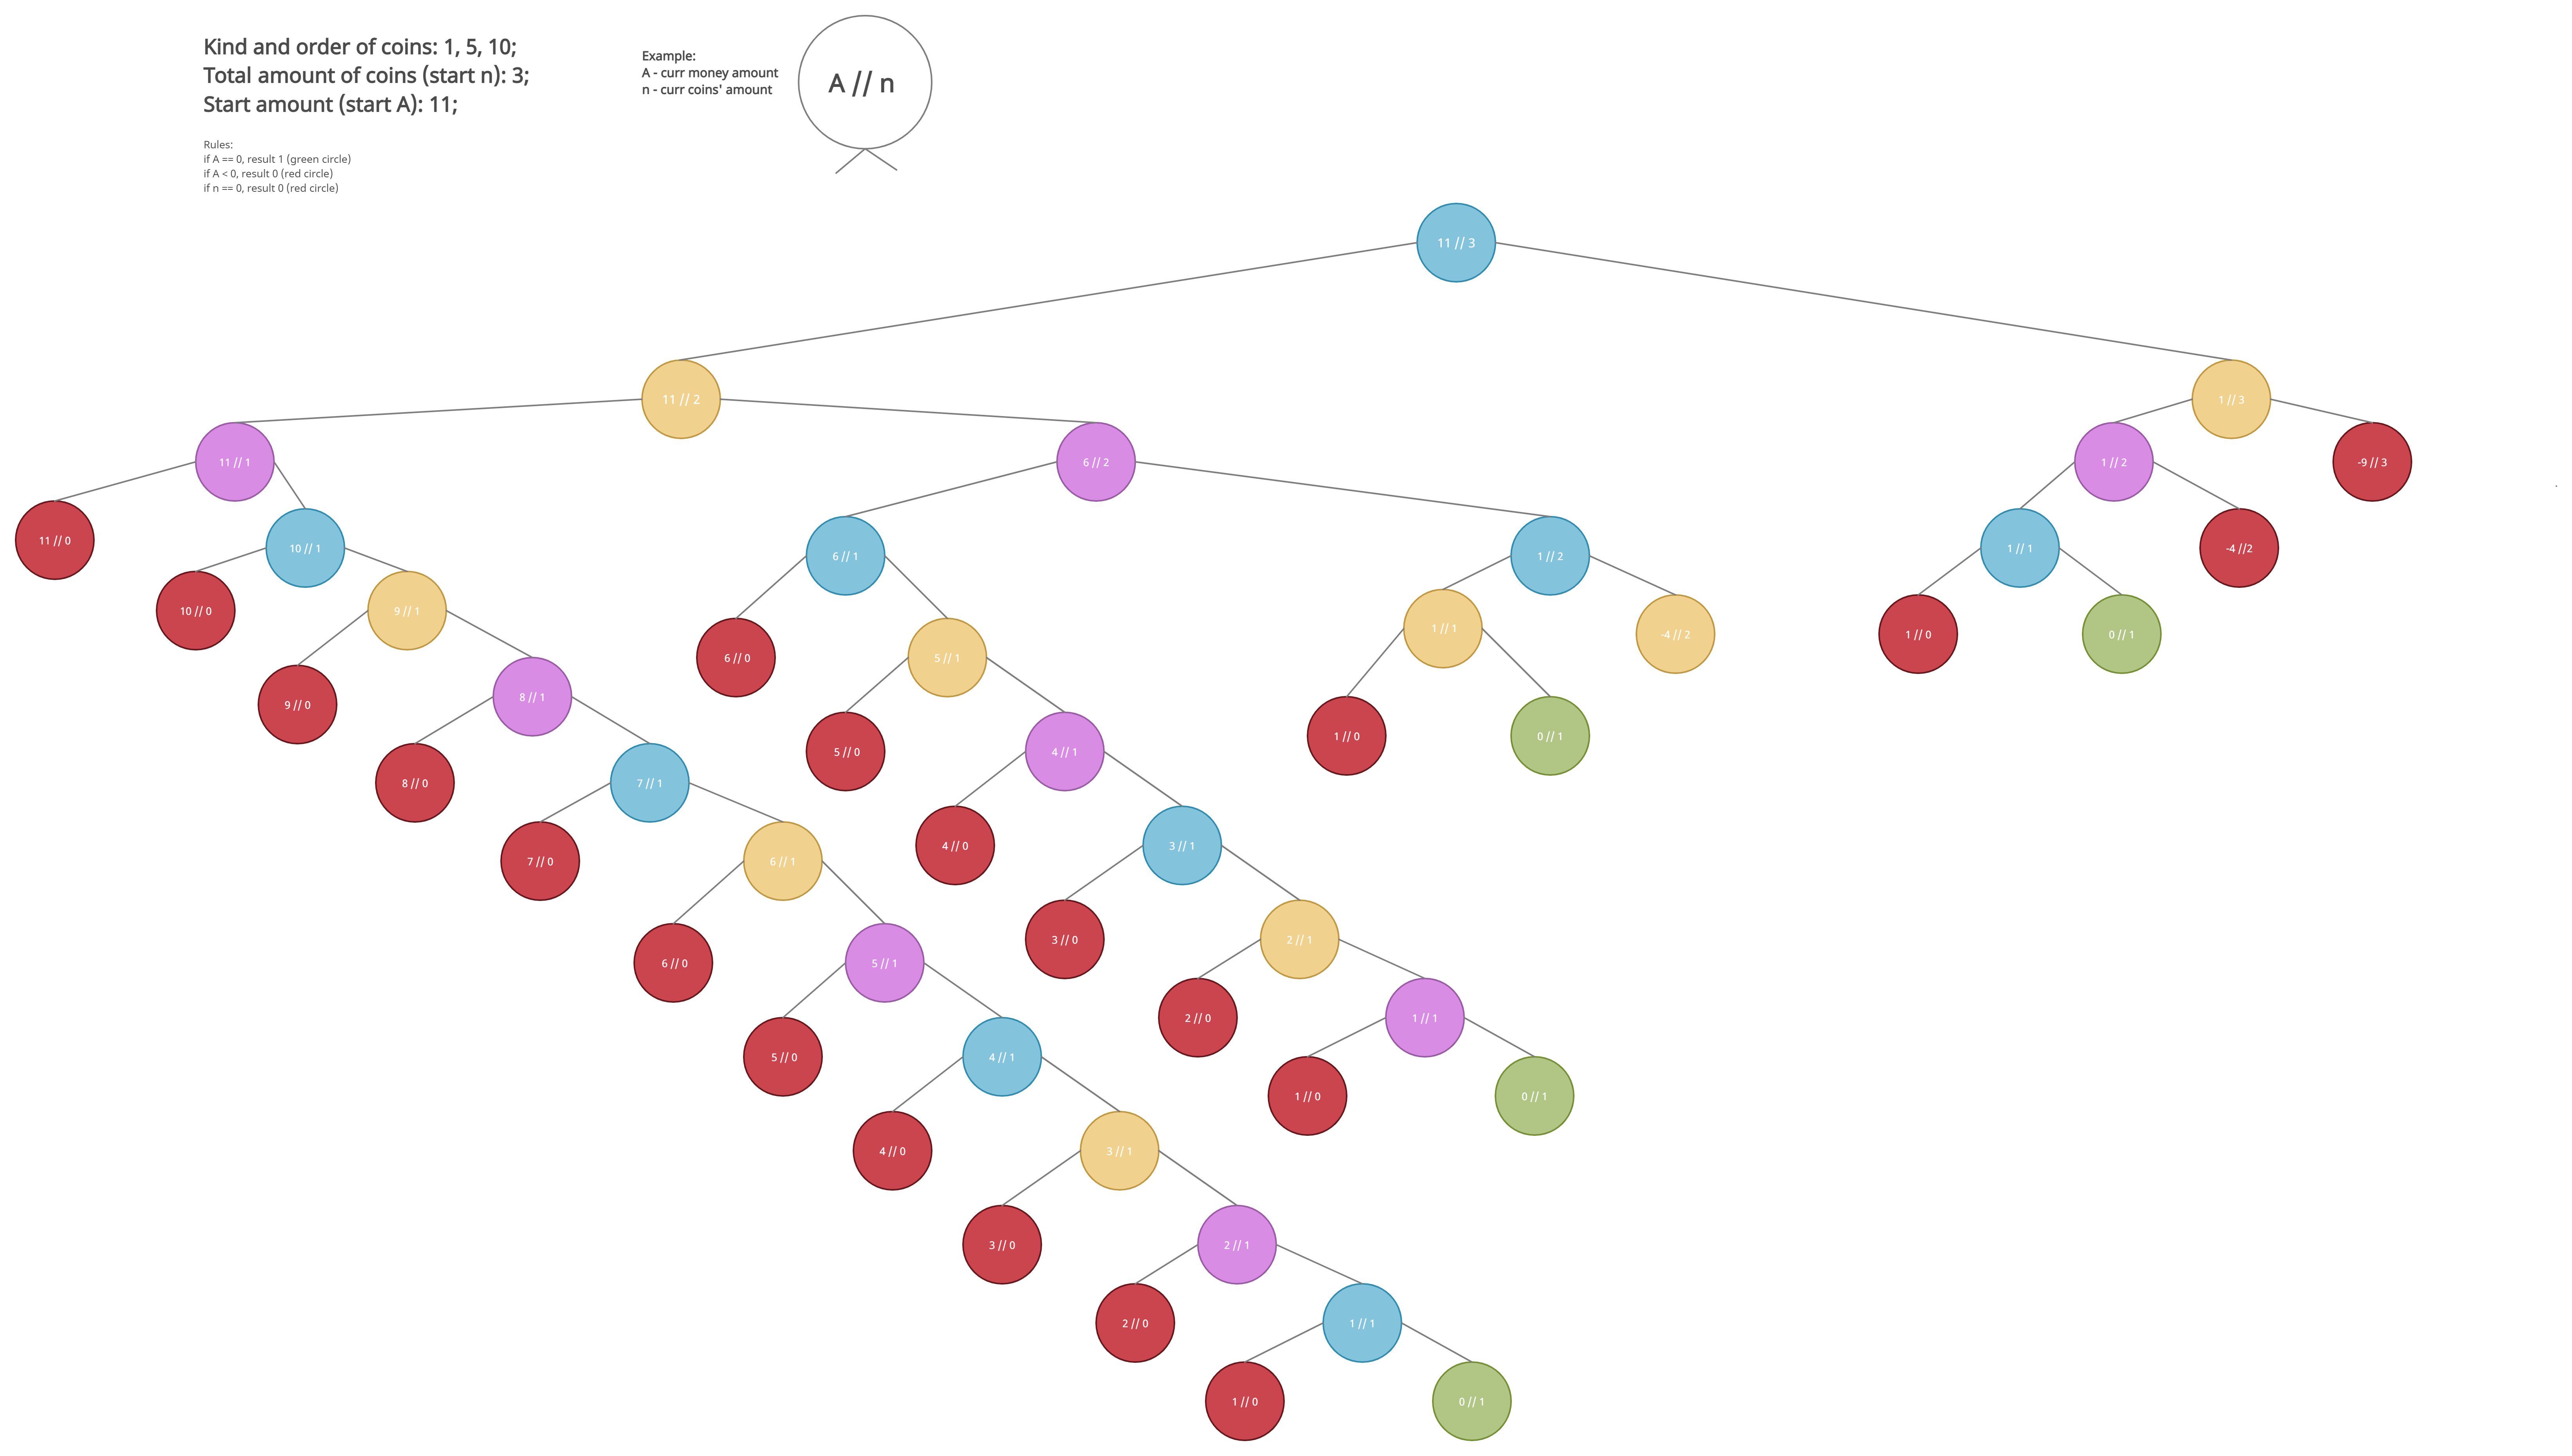 Kind and order of coins: 1, 5, 10;
Total amount of coins (start n): 3;
Start amount (start A): 11;
Example:
A - curr money amount
n - curr coins' amount
A // n
Rules:
if A == 0, result 1 (green circle)
if A < 0, result 0 (red circle)
if n == 0, result 0 (red circle)
11 // 3
11 // 2
1 // 3
11 // 1
6 // 2
1 // 2
-9 // 3
11 // 0
10 // 1
6 // 1
1 // 2
1 // 1
-4 //2
10 // 0
9 // 1
6 // 0
5 // 1
1 // 1
-4 // 2
1 // 0
0 // 1
9 // 0
8 // 1
5 // 0
4 // 1
1 // 0
0 // 1
8 // 0
7 // 1
4 // 0
3 // 1
7 // 0
6 // 1
3 // 0
2 // 1
6 // 0
5 // 1
2 // 0
1 // 1
5 // 0
4 // 1
1 // 0
0 // 1
4 // 0
3 // 1
3 // 0
2 // 1
2 // 0
1 // 1
1 // 0
0 // 1